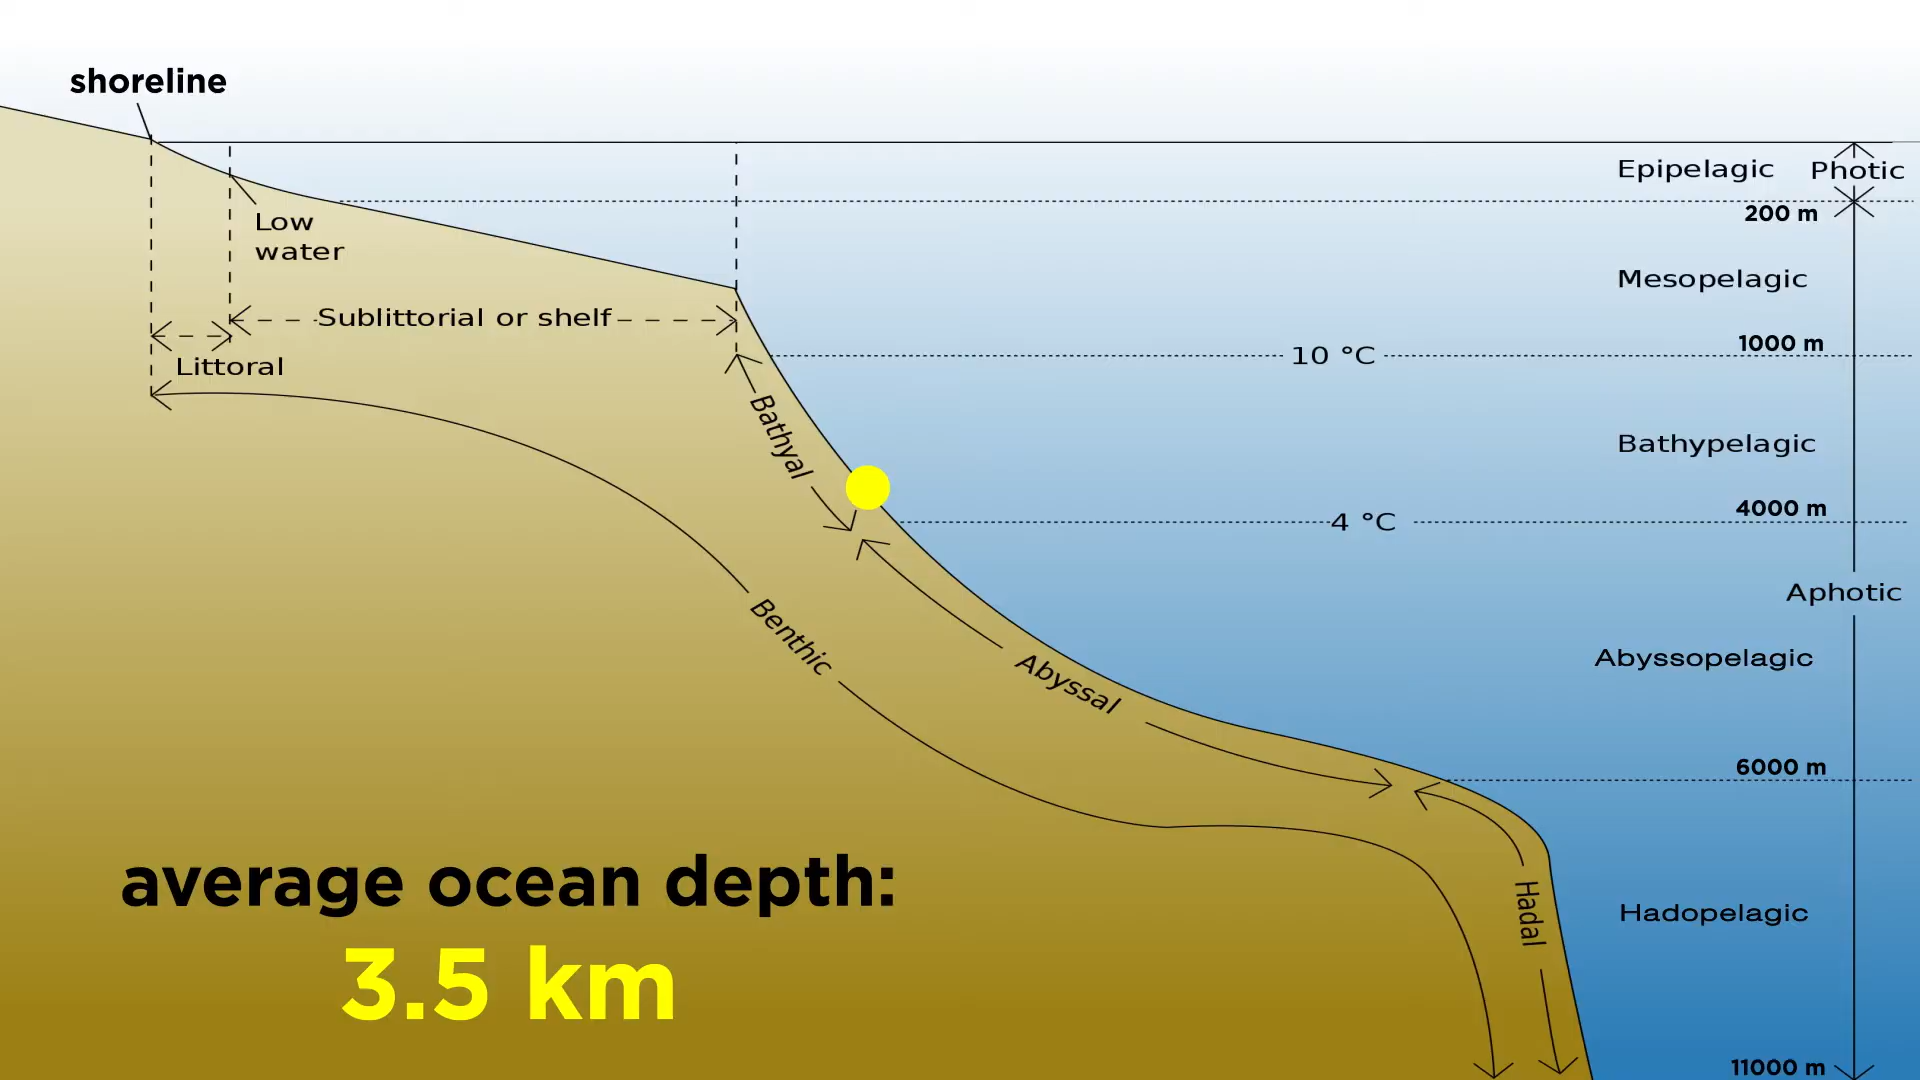 shoreline
Epipelagic
Photic
200 m
Low
water
Mesopelagic
Sublittorial or shelf
1000 m
10 °C
Littoral
Bathyal
Bathypelagic
4000 m
4 °C
Aphotic
Benthic
Abyssal
Abyssopelagic
6000 m
average ocean depth:
3.5 km
Hadal
Hadopelagic
11000 m